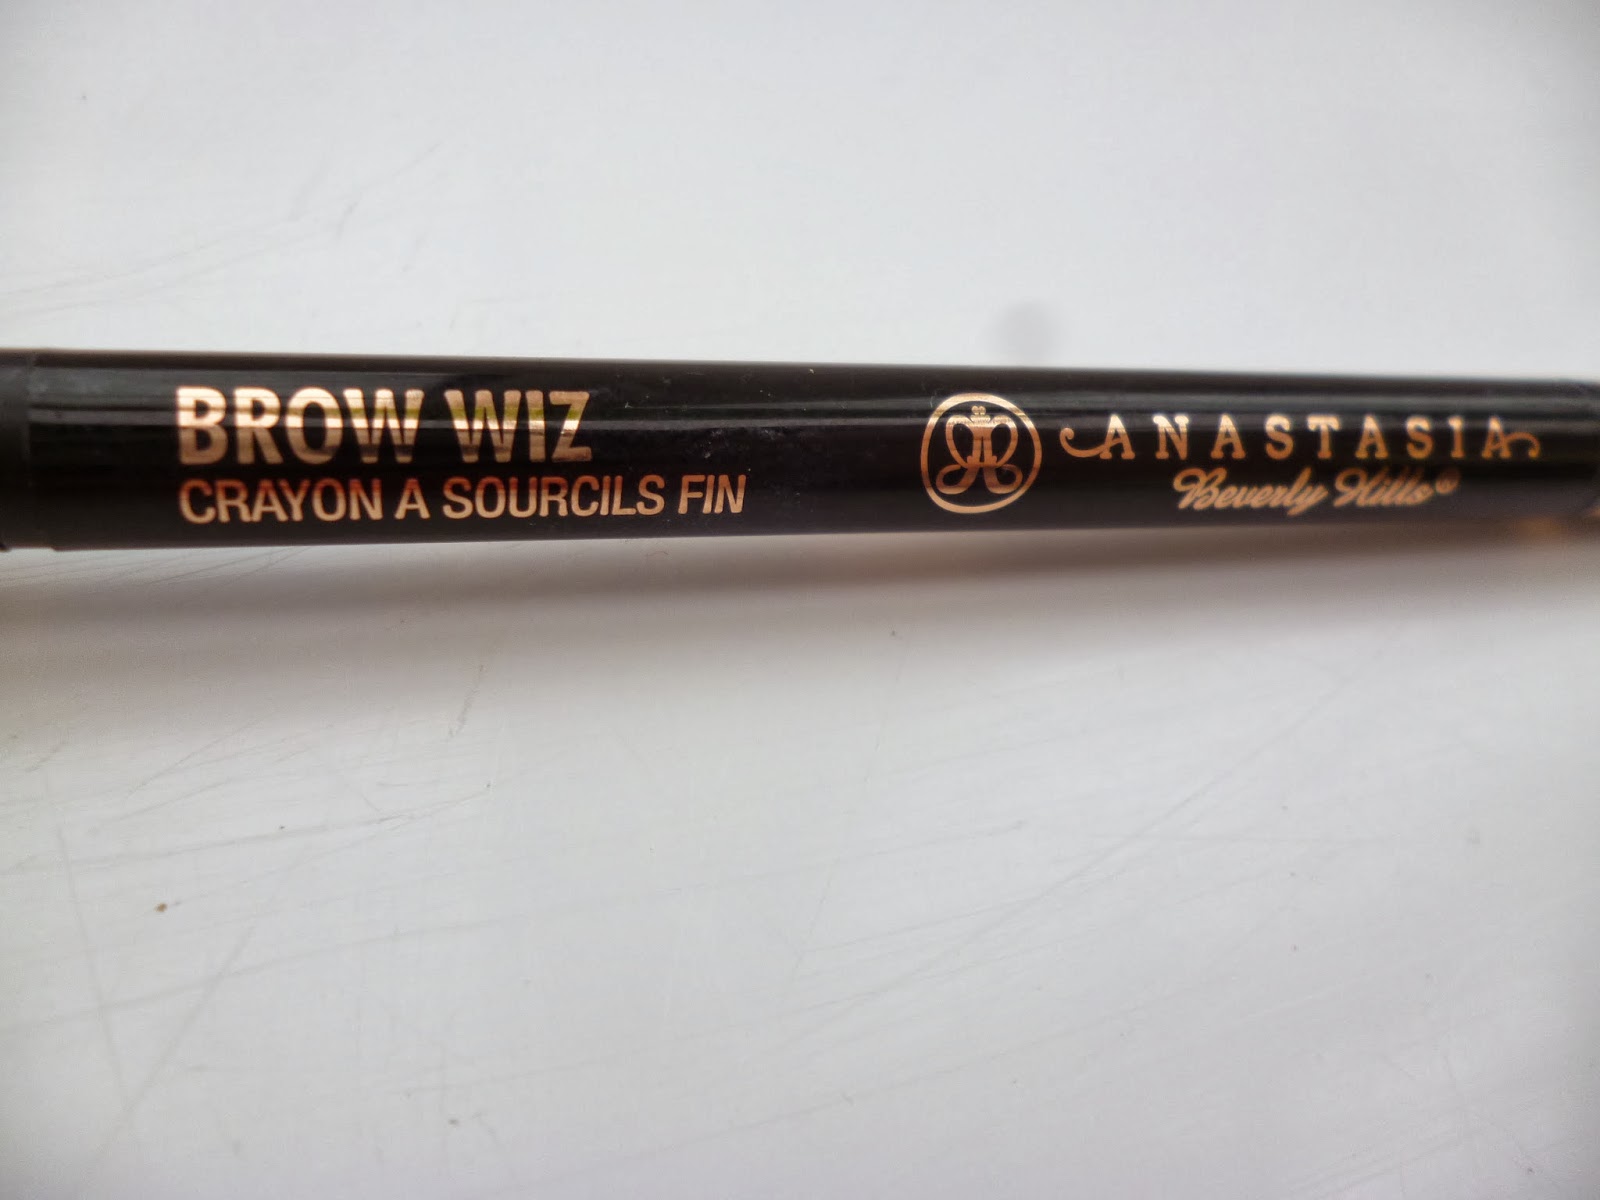 BROW WIZ
CRAYON A SOURCILS FIN
ANASTASIA
Beverly Hills®